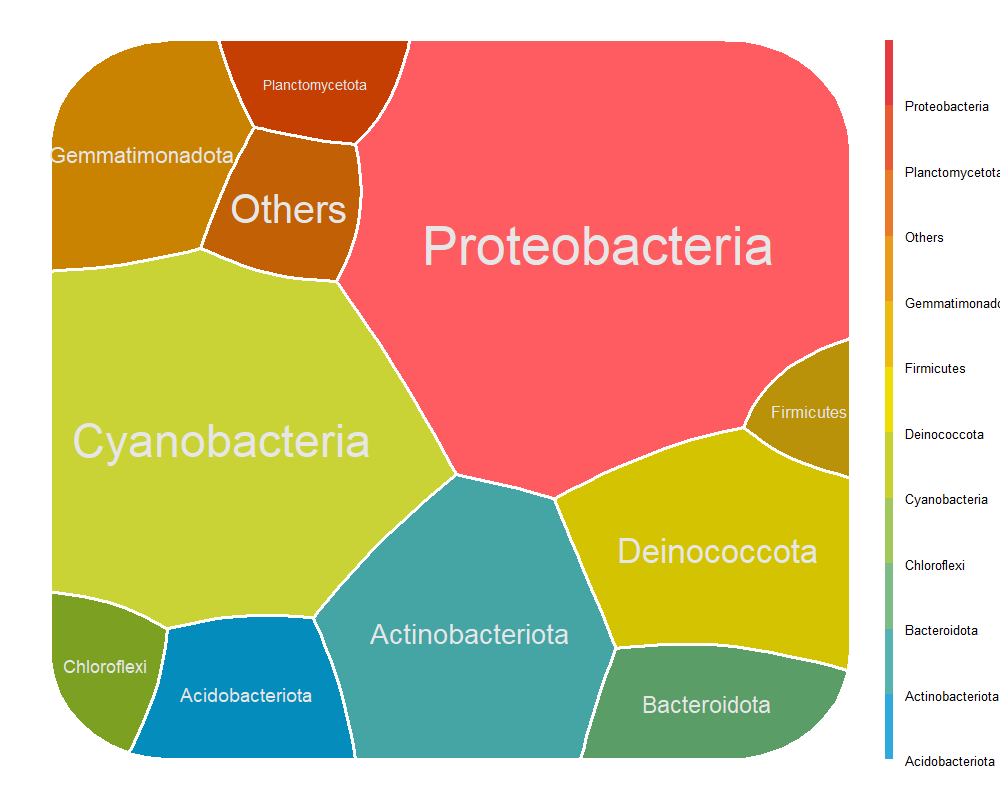 Planctomycetota
Gemmatimonadota
Others
Proteobacteria
Firmicutes
Cyanobacteria
Deinococcota
Actinobacteriota
Chloroflexi
Acidobacteriota
Bacteroidota
Proteobacteria
Planctomycetota
Others
Gemmatimonado
Firmicutes
Deinococcota
Cyanobacteria
Chloroflexi
Bacteroidota
Actinobacteriota
Acidobacteriota